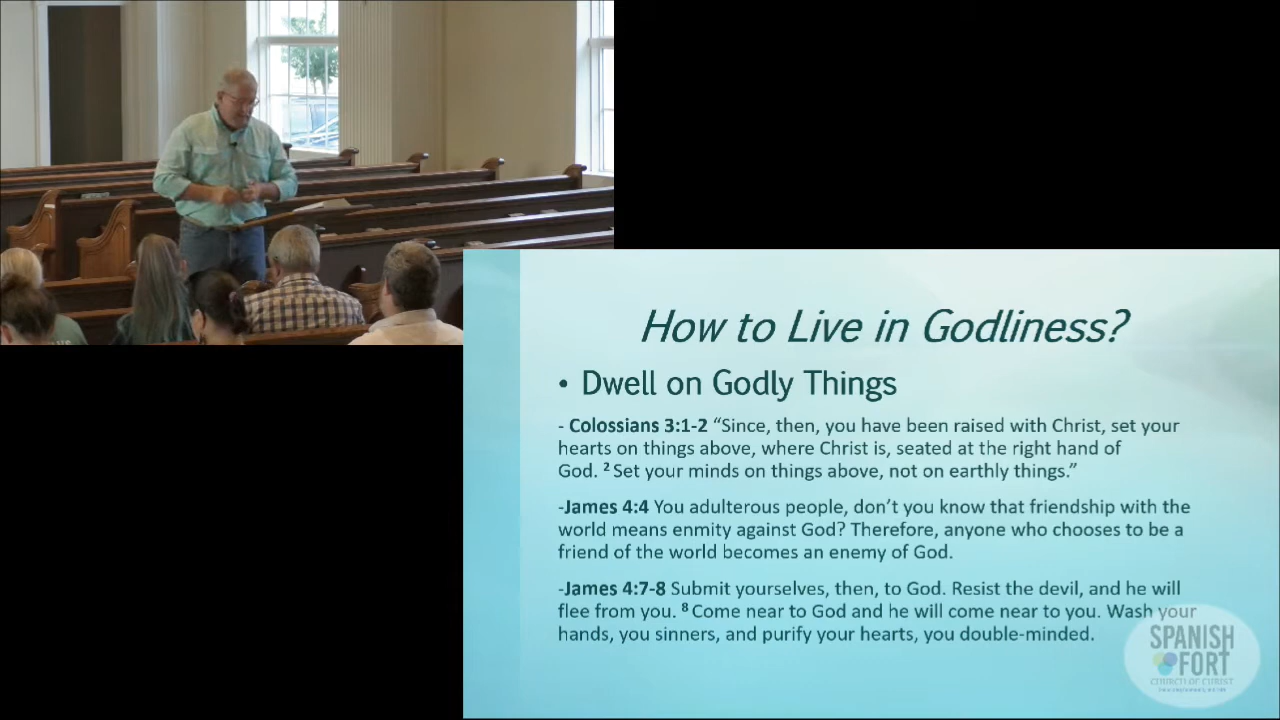 How to Live in Godliness?
• Dwell on Godly Things
- Colossians 3:1-2 “Since, then, you have been raised with Christ, set your
hearts on things above, where Christ is, seated at the right hand of
God. ² Set your minds on things above, not on earthly things.”
-James 4:4 You adulterous people, don’t you know that friendship with the
world means enmity against God? Therefore, anyone who chooses to be a
friend of the world becomes an enemy of God.
-James 4:7-8 Submit yourselves, then, to God. Resist the devil, and he will
flee from you. ⁸ Come near to God and he will come near to you. Wash your
hands, you sinners, and purify your hearts, you double-minded.
SPANISH
FORT
CHURCH OF CHRIST